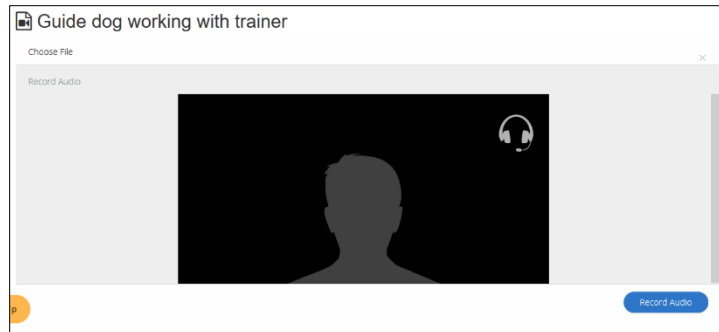 Guide dog working with trainer
Choose File
×
Record Audio
p
Record Audio